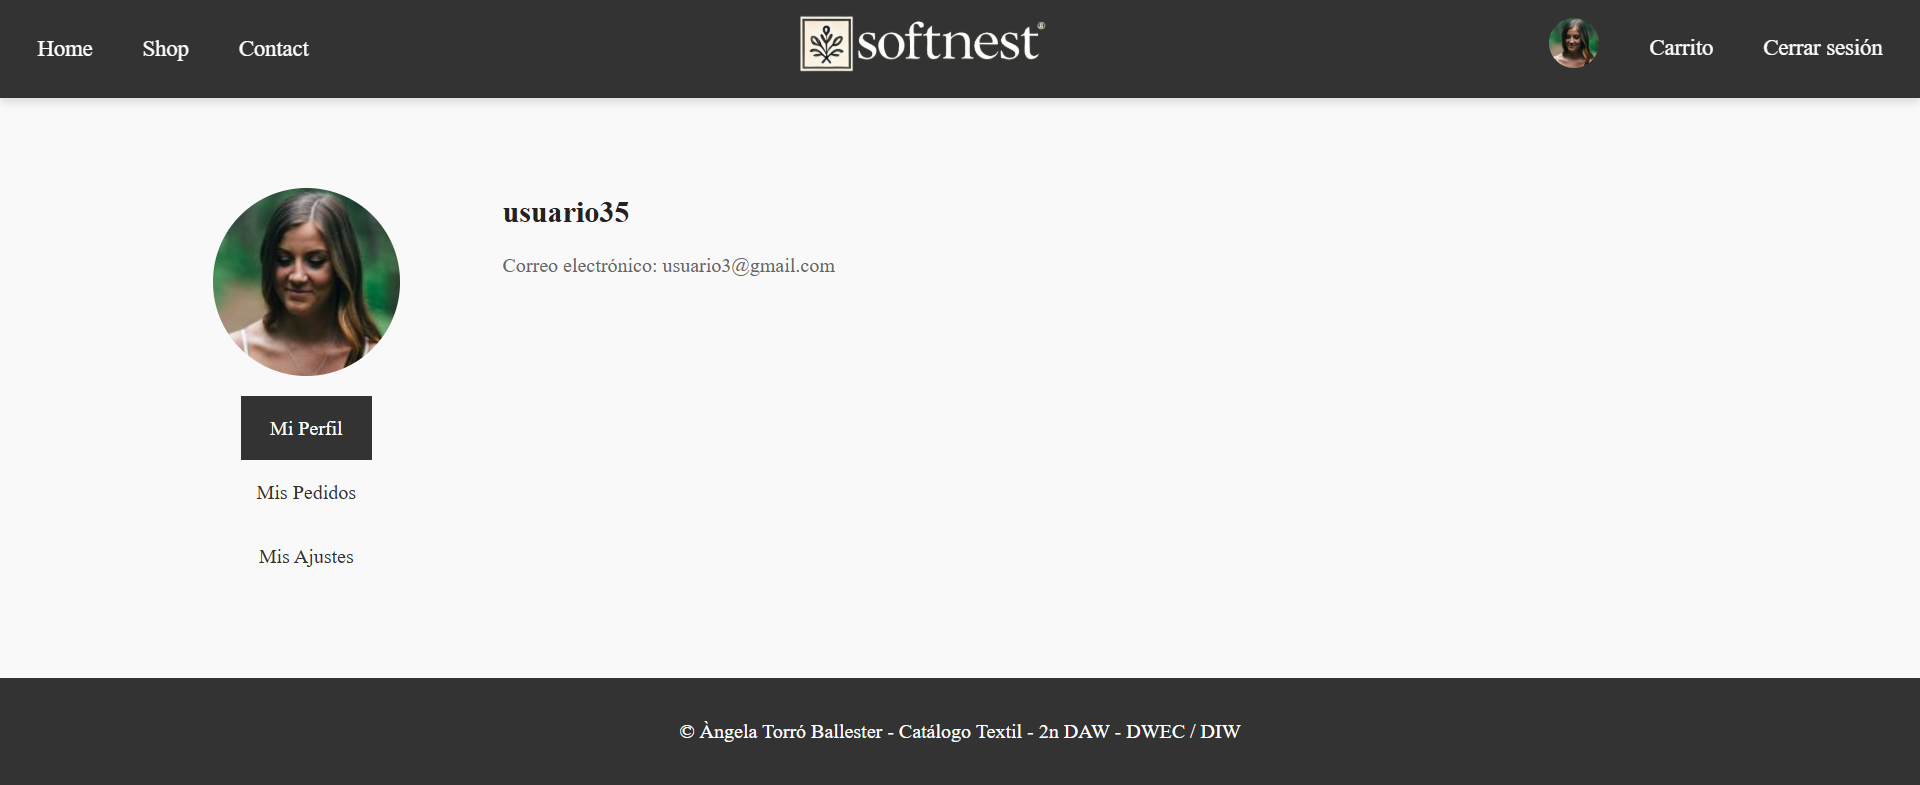 Home
Shop
Contact
softnest®
Carrito
Cerrar sesión
usuario35
Correo electrónico: usuario3@gmail.com
Mi Perfil
Mis Pedidos
Mis Ajustes
© Àngela Torró Ballester - Catálogo Textil - 2n DAW - DWEC / DIW